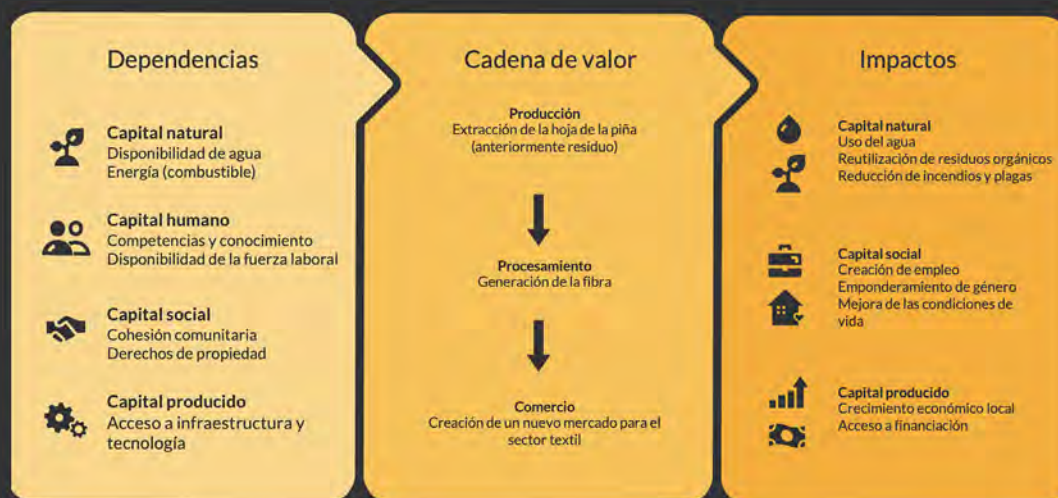 Dependencias
Capital natural
Disponibilidad de agua
Energía (combustible)
Capital humano
Competencias y conocimiento
Disponibilidad de la fuerza laboral
Capital social
Cohesión comunitaria
Derechos de propiedad
Capital producido
Acceso a infraestructura y
tecnología
Cadena de valor
Producción
Extracción de la hoja de la piña
(anteriormente residuo)
Procesamiento
Generación de la fibra
Comercio
Creación de un nuevo mercado para el
sector textil
Impactos
Capital natural
Uso del agua
Reutilización de residuos orgánicos
Reducción de incendios y plagas
Capital social
Creación de empleo
Emponderamiento de género
Mejora de las condiciones de
vida
Capital producido
Crecimiento económico local
Acceso a financiación